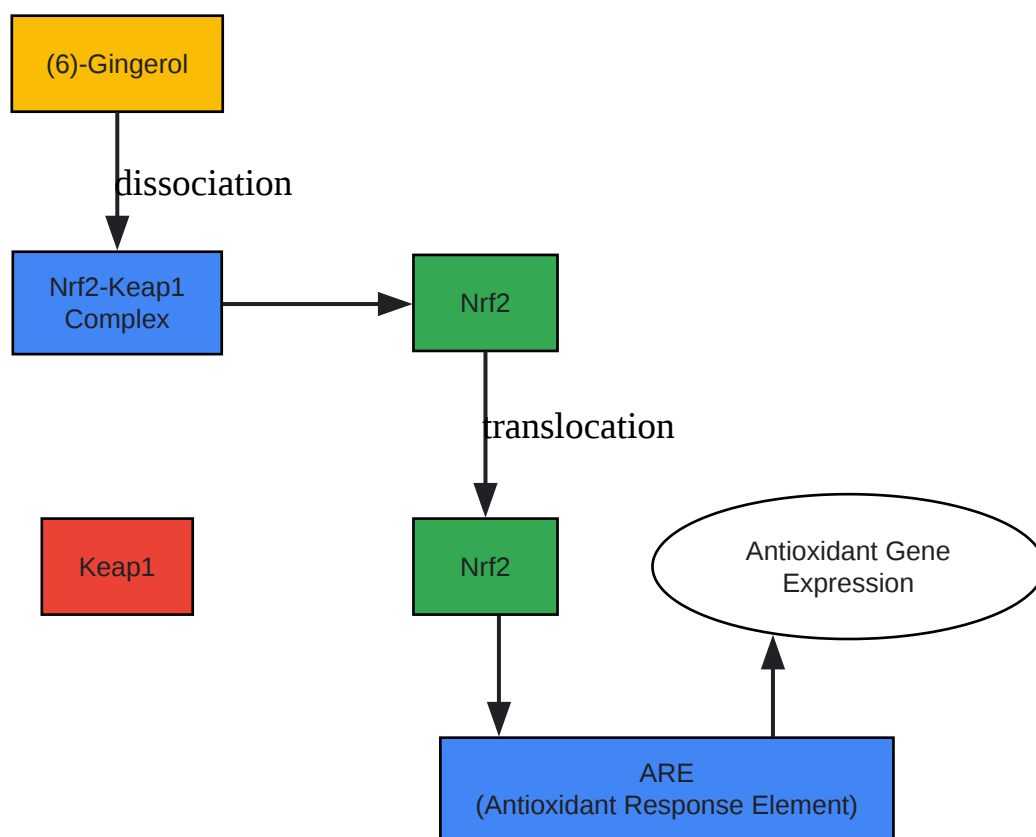 (6)-Gingerol
dissociation
Nrf2-Keap1
Complex
Nrf2
translocation
Keap1
Nrf2
Antioxidant Gene
Expression
ARE
(Antioxidant Response Element)